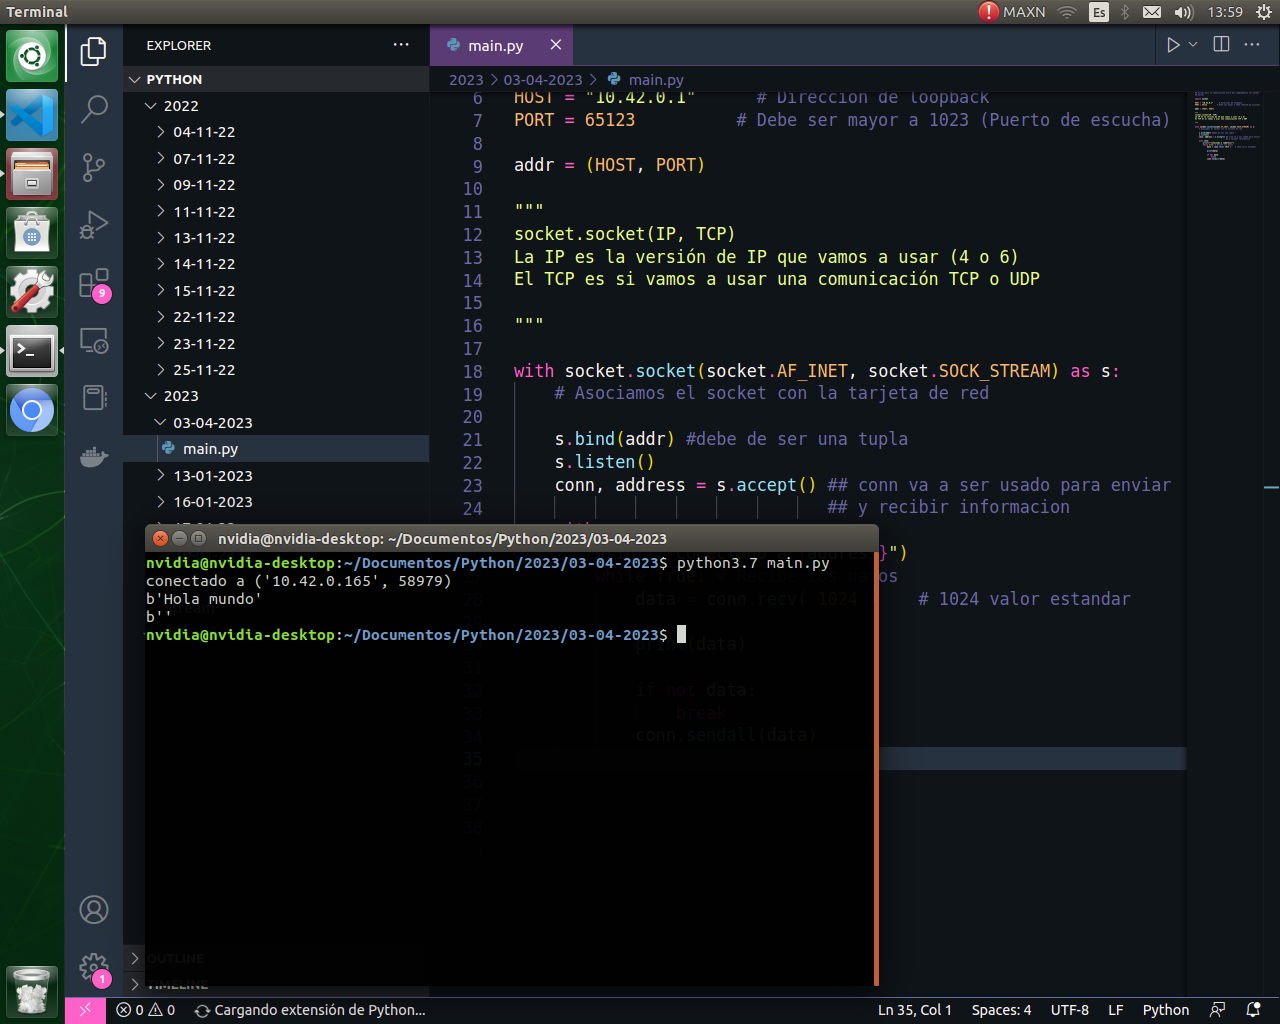 Terminal
MAXN
Es
13:59
EXPLORER
PYTHON
2022
04-11-22
07-11-22
09-11-22
11-11-22
13-11-22
14-11-22
15-11-22
22-11-22
23-11-22
25-11-22
2023
03-04-2023
main.py
13-01-2023
16-01-2023
9
1
main.py
2023 > 03-04-2023 > main.py
6 HOST = "10.42.0.1" # Direccion de loopback
7 PORT = 65123 # Debe ser mayor a 1023 (Puerto de escucha)
8
9 addr = (HOST, PORT)
10
11 """
12 socket.socket(IP, TCP)
13 La IP es la versión de IP que vamos a usar (4 o 6)
14 El TCP es si vamos a usar una comunicación TCP o UDP
15
16 """
17
18 with socket.socket(socket.AF_INET, socket.SOCK_STREAM) as s:
19 # Asociamos el socket con la tarjeta de red
20
21 s.bind(addr) #debe de ser una tupla
22 s.listen()
23 conn, address = s.accept() ## conn va a ser usado para enviar
24 ## y recibir informacion
}")
while True:
data = conn.recv( 1024 # 1024 valor estandar
print(data)
if not data:
break
conn.sendall(data)
35
nvidia@nvidia-desktop: ~/Documentos/Python/2023/03-04-2023
nvidia@nvidia-desktop:~/Documentos/Python/2023/03-04-2023$ python3.7 main.py
conectado a ('10.42.0.165', 58979)
b'Hola mundo'
b''
nvidia@nvidia-desktop:~/Documentos/Python/2023/03-04-2023$
OUTLINE
TIMELINE
0 0
Cargando extensión de Python...
Ln 35, Col 1
Spaces: 4
UTF-8
LF
Python